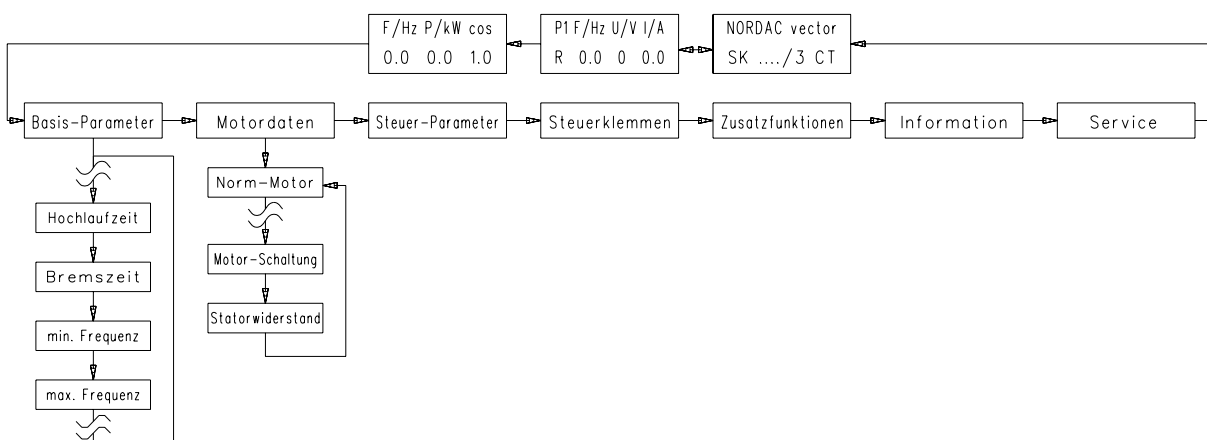 F/Hz P/kW cos
0.0 0.0 1.0
P1 F/Hz U/V I/A
R 0.0 0 0.0
NORDAC vector
SK ..../3 CT
Basis-Parameter
Motordaten
Steuer-Parameter
Steuerklemmen
Zusatzfunktionen
Information
Service
Norm-Motor
Hochlaufzeit
Motor-Schaltung
Bremszeit
Statorwiderstand
min. Frequenz
max. Frequenz